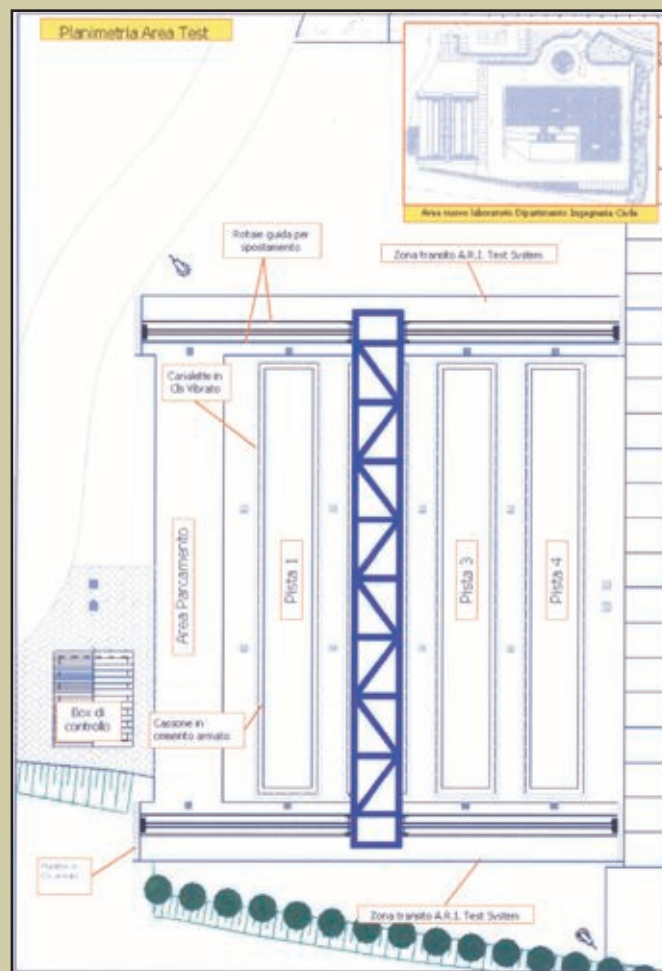 Planimetria Area Test
Area nuovo laboratorio Dipartimento Ingegneria Civile
Rotaie guida per
spostamento
Zona transito A.R.I. Test System
Canalette in
Cls Vibrato
Area Parcamento
Pista 1
Pista 3
Pista 4
Box di
controllo
Cassone in
cemento armato
Cls armato
Zona transito A.R.I. Test System